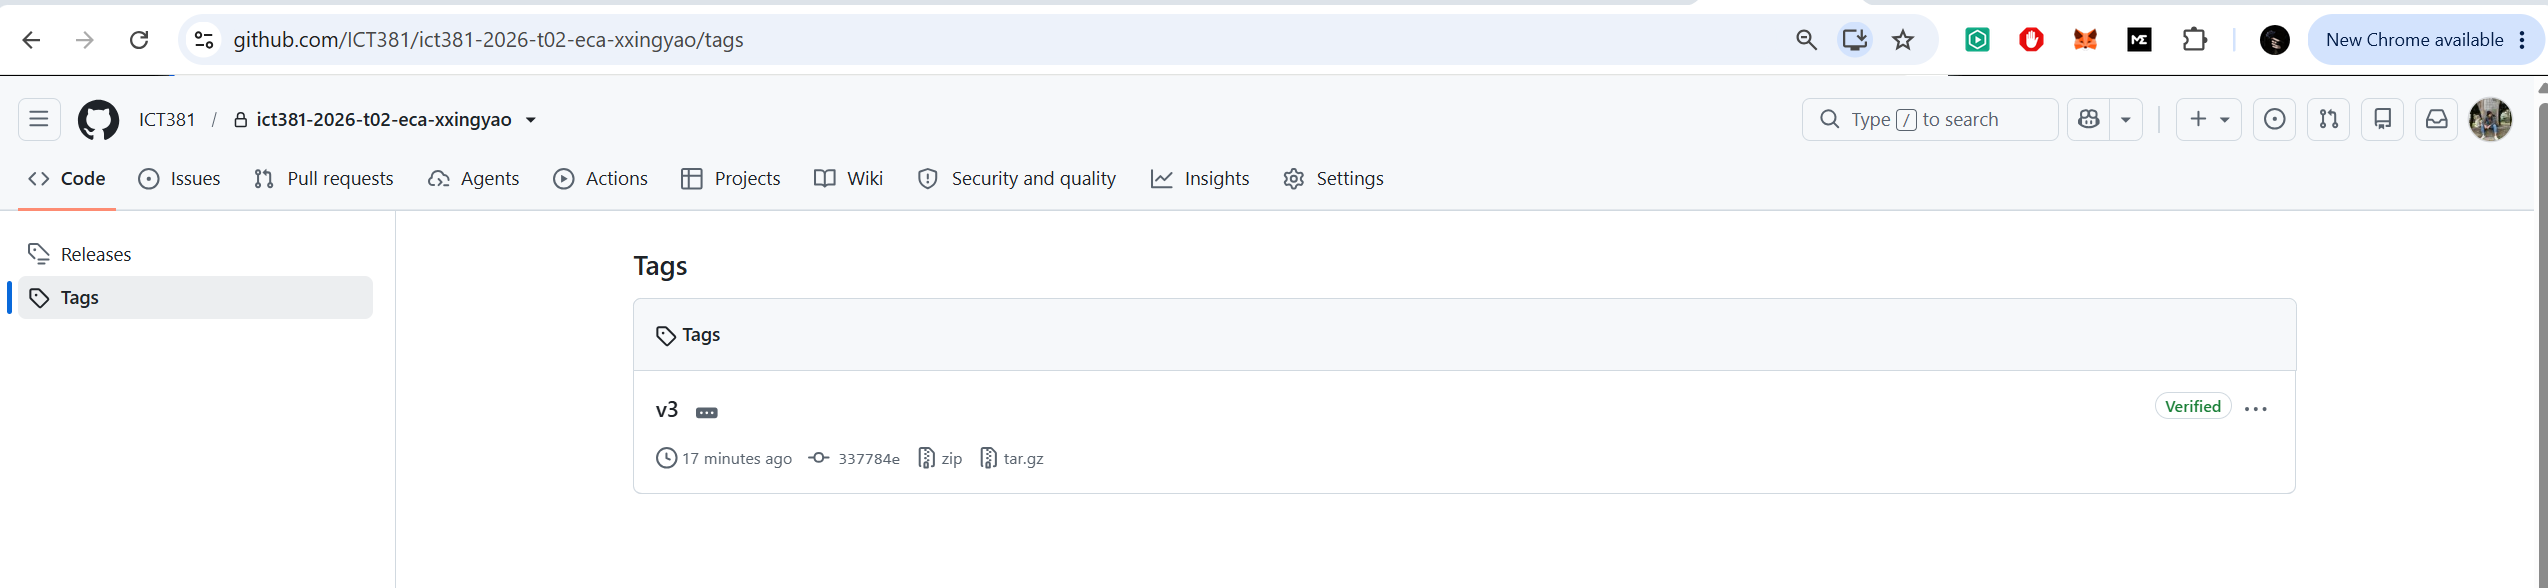 github.com/ICT381/ict381-2026-t02-eca-xxingyao/tags
New Chrome available
ICT381 / ict381-2026-t02-eca-xxingyao
Type / to search
Code Issues Pull requests Agents Actions Projects Wiki Security and quality Insights Settings
Releases
Tags
Tags
Tags
v3
Verified
17 minutes ago 337784e zip tar.gz